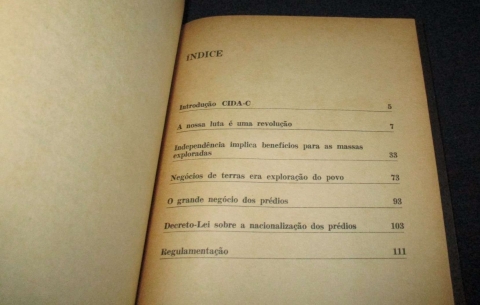 INDICE
Introdução CIDA-C 5
A nossa luta é uma revolução 7
Independência implica benefícios para as massas
exploradas 33
Negócios de terras era exploração do povo 73
O grande negócio dos prédios 93
Decreto-Lei sobre a nacionalização dos prédios 103
Regulamentação 111